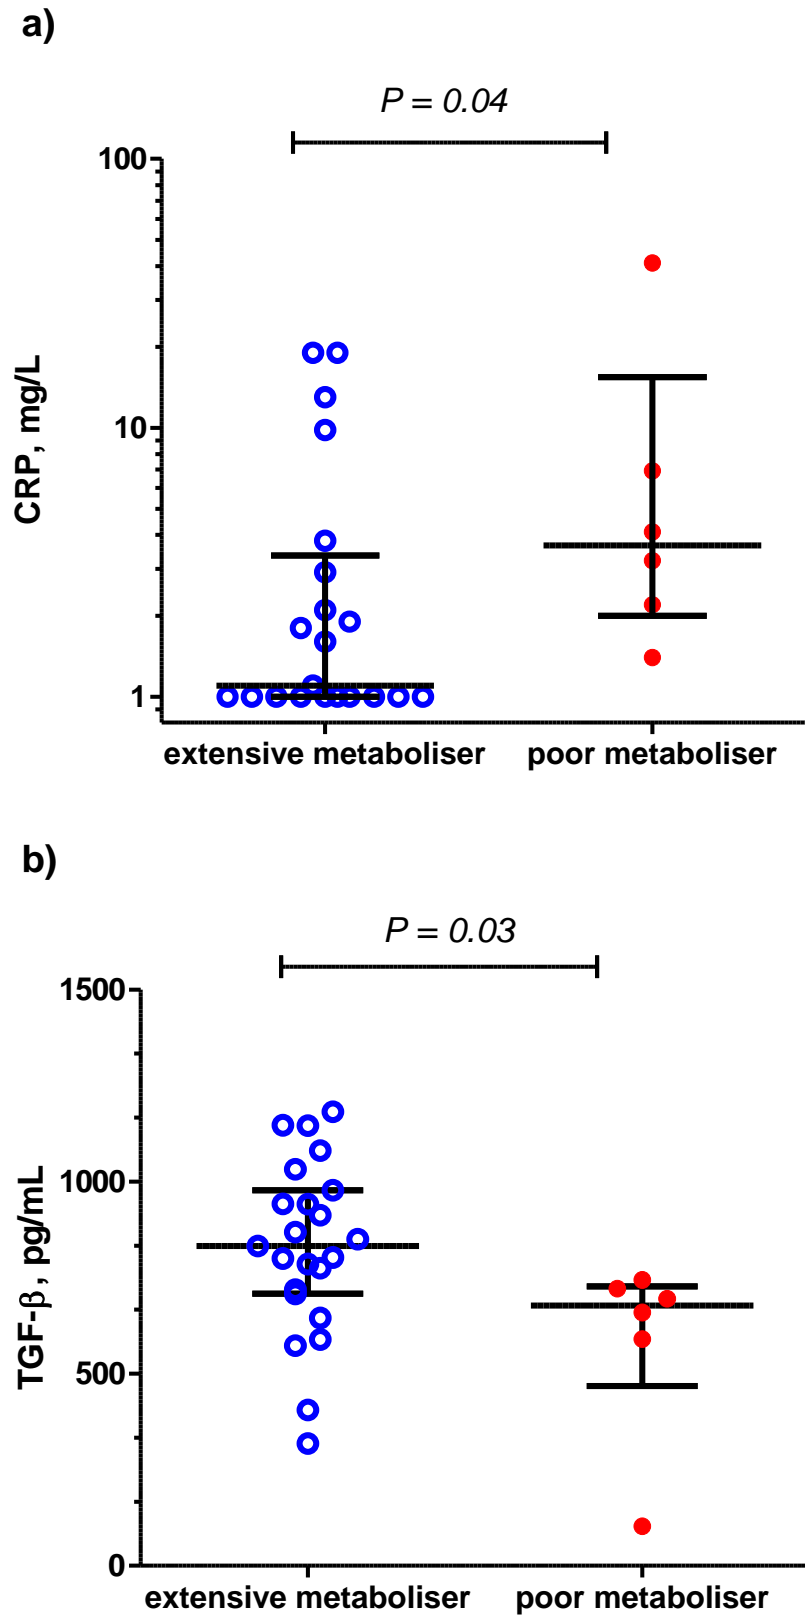 a)
P = 0.04
100
10
1
CRP, mg/L
extensive metaboliser
poor metaboliser
b)
P = 0.03
1500
1000
500
0
TGF-β, pg/mL
extensive metaboliser
poor metaboliser